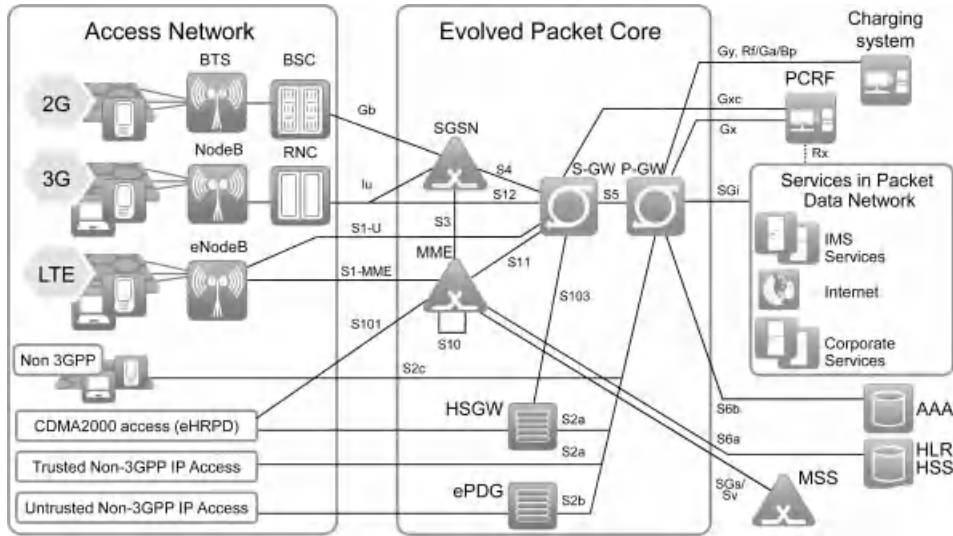 Access Network
Evolved Packet Core
Charging
system
BTS
BSC
Gy, Rf/Ga/Bp
PCRF
2G
Gb
Gxc
SGSN
Gx
NodeB
RNC
Rx
3G
Iu
S4
S-GW
P-GW
S12
S5
SGi
Services in Packet
Data Network
S3
S1-U
eNodeB
MME
IMS
Services
S11
LTE
S1-MME
S103
Internet
S101
S10
Corporate
Services
Non 3GPP
S2c
HSGW
S6b
AAA
CDMA2000 access (eHRPD)
S2a
S6a
HLR
HSS
S2a
Trusted Non-3GPP IP Access
MSS
ePDG
SGs/
Sv
Untrusted Non-3GPP IP Access
S2b